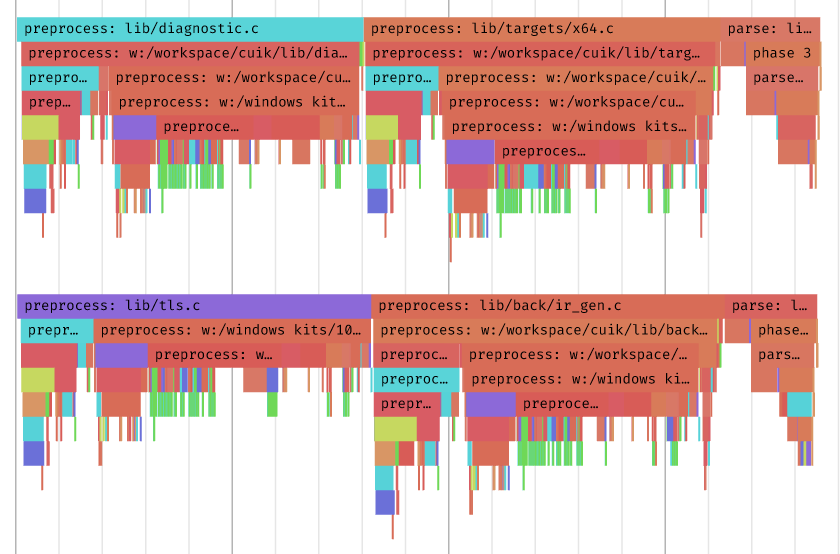 preprocess: lib/diagnostic.c preprocess: lib/targets/x64.c parse: li…
preprocess: w:/workspace/cuik/lib/dia… preprocess: w:/workspace/cuik/lib/targ… phase 3
prepro… preprocess: w:/workspace/cu… prepro… preprocess: w:/workspace/cuik/… parse…
prep… preprocess: w:/windows kit… preprocess: w:/workspace/cu…
preproce… preprocess: w:/windows kits…
preproces…
preprocess: lib/tls.c preprocess: lib/back/ir_gen.c parse: l…
prepr… preprocess: w:/windows kits/10… preprocess: w:/workspace/cuik/lib/back… phase…
preprocess: w… preproc… preprocess: w:/workspace/… pars…
preproc… preprocess: w:/windows ki…
prepr… preproce…